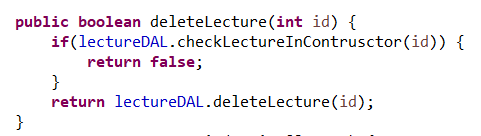 public boolean deleteLecture(int id) {
    if(lectureDAL.checkLectureInContrusctor(id)) {
        return false;
    }
    return lectureDAL.deleteLecture(id);
}